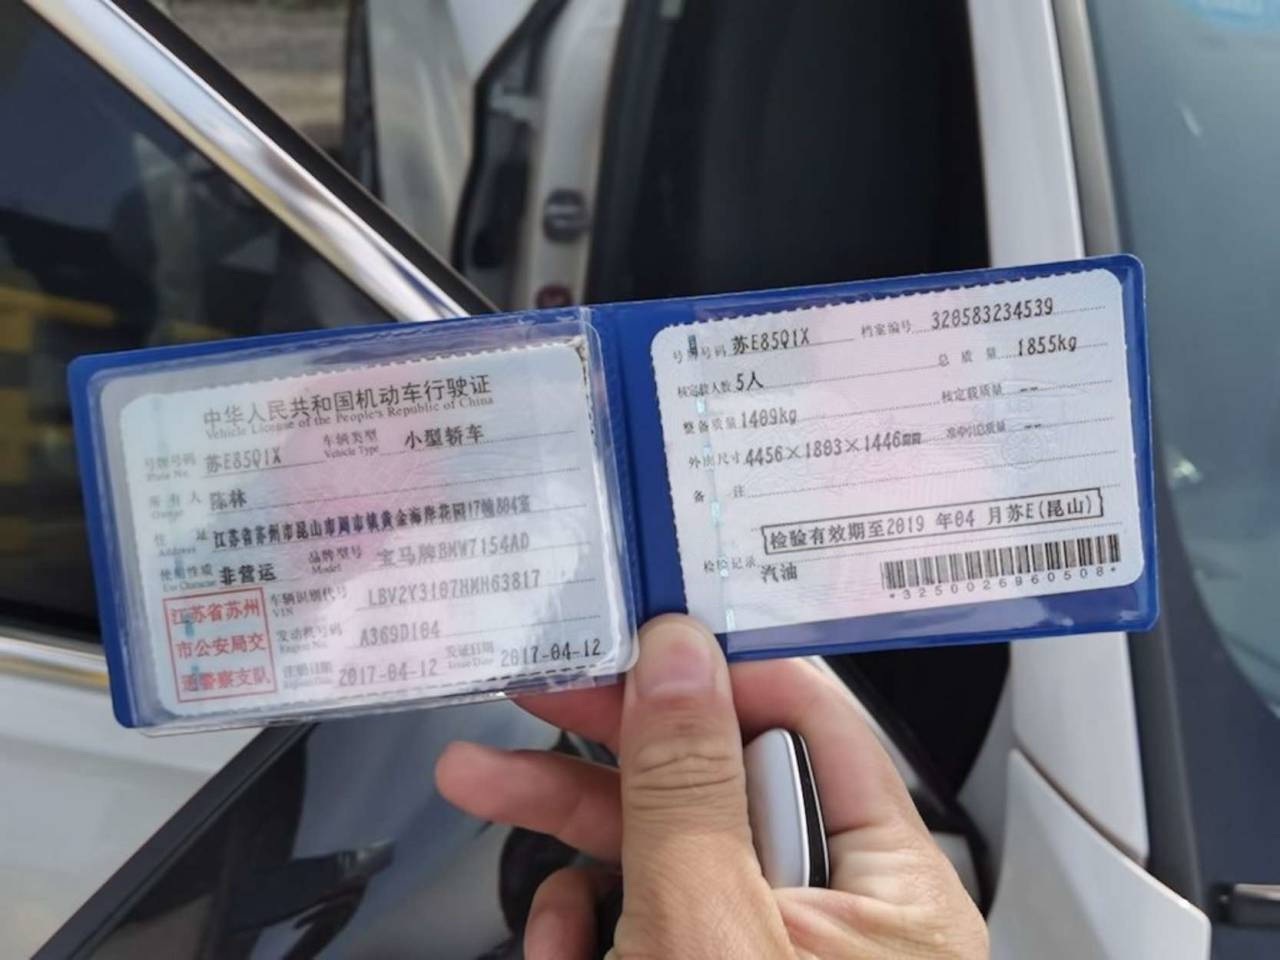 中华人民共和国机动车行驶证
Vehicle License of the People's Republic of China
号牌号码 苏E85Q1X 车辆类型 小型轿车
Plate No. Vehicle Type
所有人 陈林
Owner
住址 江苏省苏州市昆山市周市镇黄金海岸花园17幢804室
Address
使用性质 非营运 品牌型号 宝马牌BMW7154AD
Use Character Model
江苏省苏州
市公安局交
通警察支队
车辆识别代号 LBV2Y3107HMH63817
VIN
发动机号码 A369D104
Engine No.
注册日期 2017-04-12 发证日期 2017-04-12
Register Date Issue Date
号牌号码 苏E85Q1X 档案编号 320583234539
核定载人数 5人 总质量 1855kg
整备质量 1409kg 核定载质量 --
外廓尺寸 4456×1803×1446mm 准牵引总质量 --
备注
检验有效期至2019 年04 月苏E(昆山)
检验记录
汽油
*3250026960508*